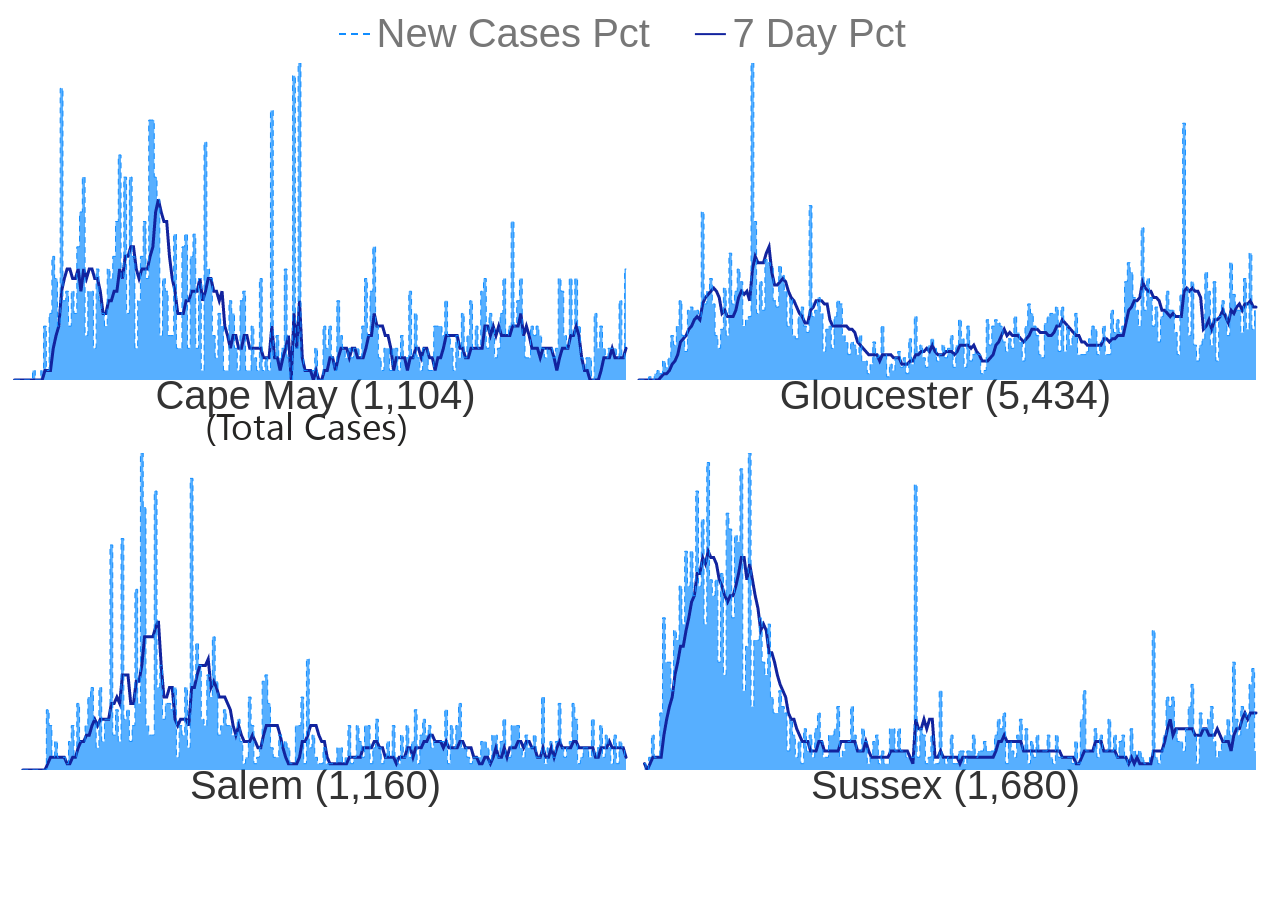 New Cases Pct 7 Day Pct
Cape May (1,104)
(Total Cases)
Gloucester (5,434)
Salem (1,160)
Sussex (1,680)